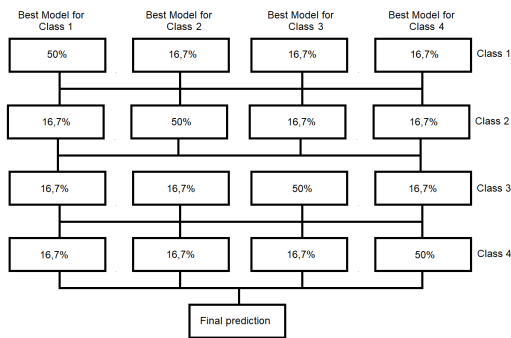 Best Model for Class 1
Best Model for Class 2
Best Model for Class 3
Best Model for Class 4
50%
16,7%
16,7%
16,7%
Class 1
16,7%
50%
16,7%
16,7%
Class 2
16,7%
16,7%
50%
16,7%
Class 3
16,7%
16,7%
16,7%
50%
Class 4
Final prediction